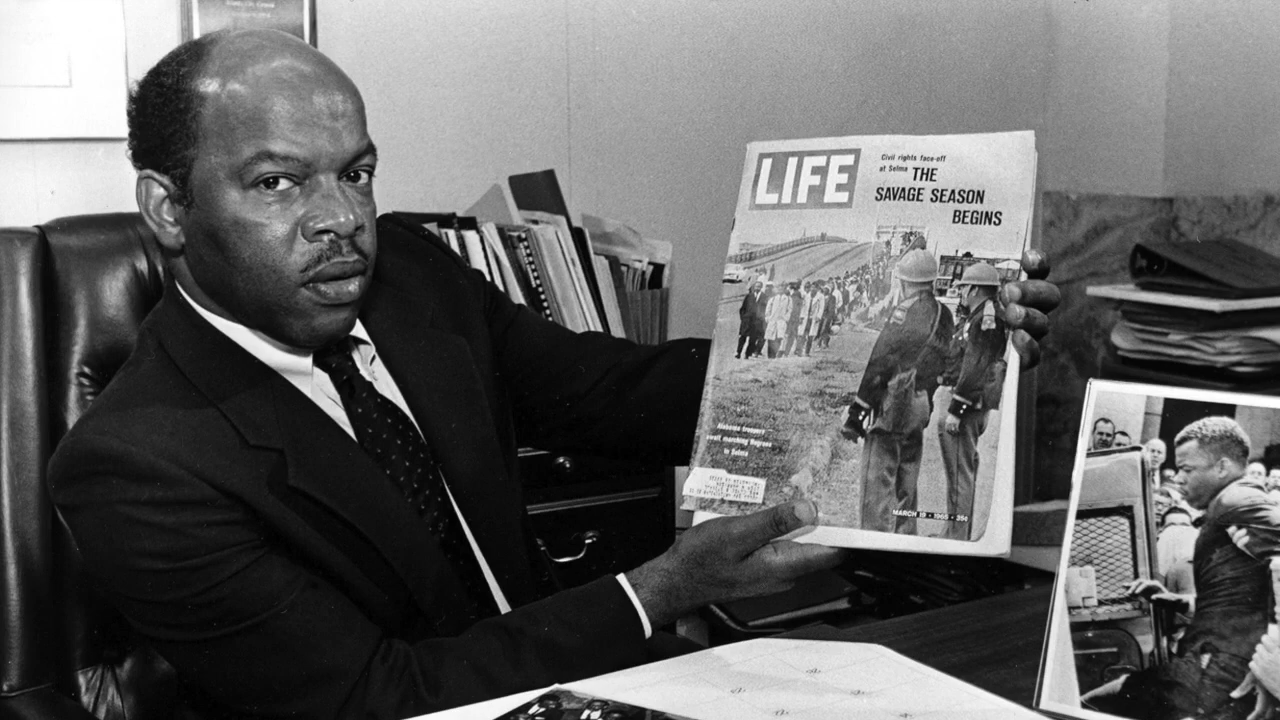 LIFE
Civil rights face-off
at Selma THE
SAVAGE SEASON
BEGINS
Alabama troopers
await marching Negroes
in Selma
MARCH 19 · 1965 · 35¢